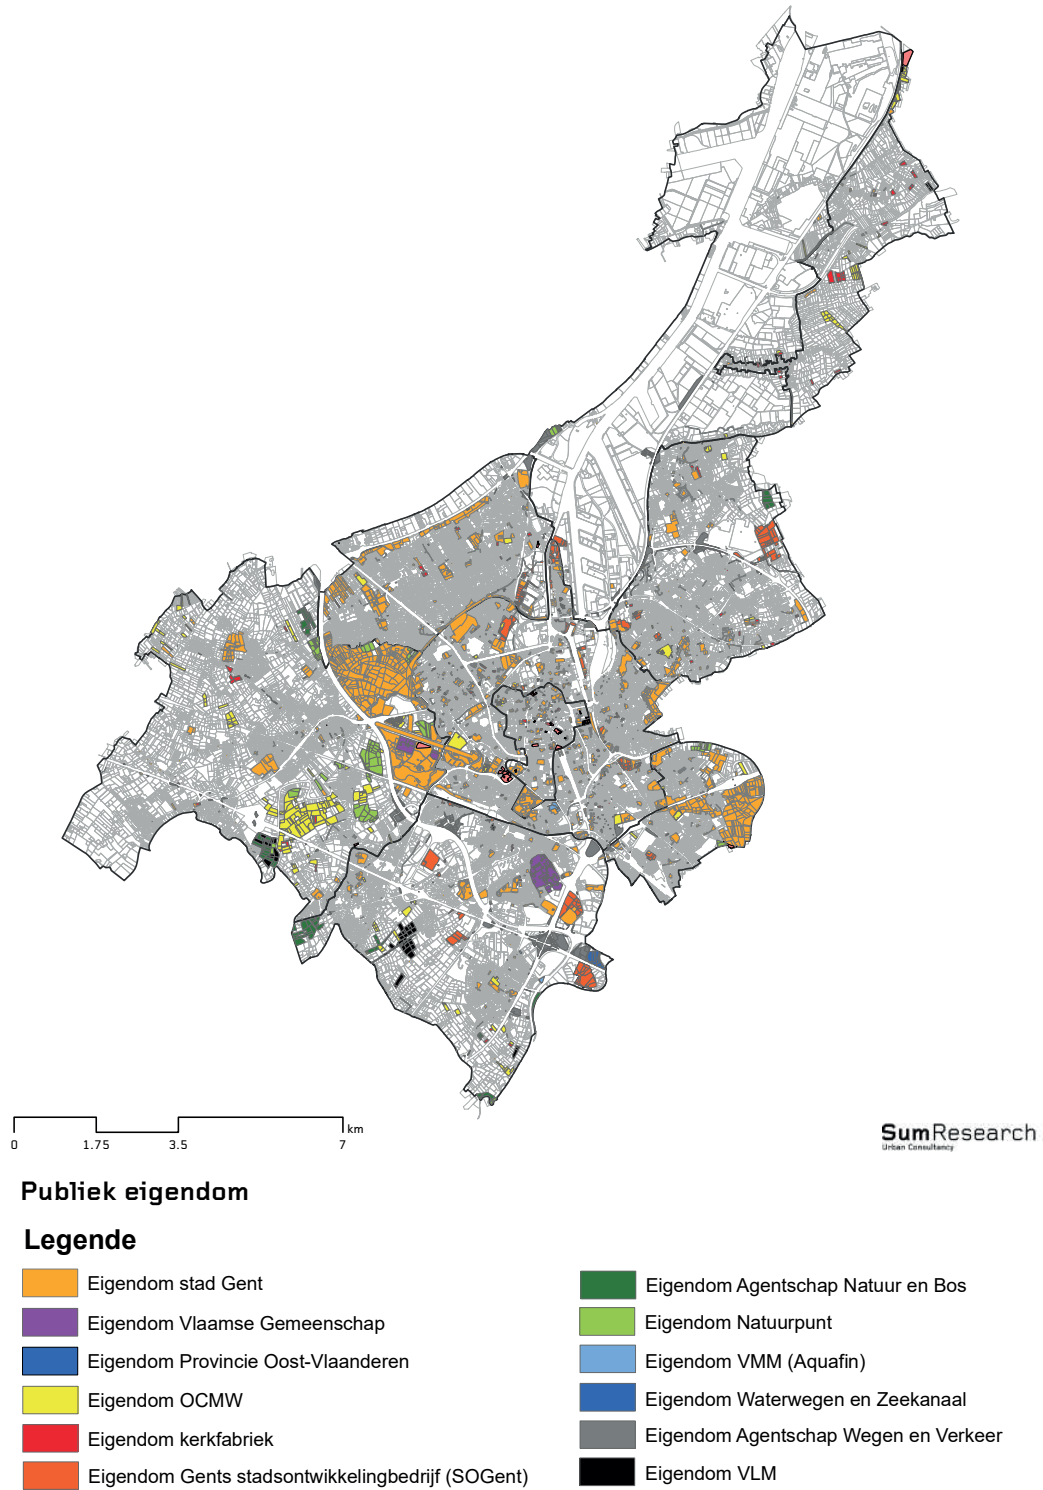 km
0 1.75 3.5 7
SumResearch
Urban Consultancy
Publiek eigendom
Legende
Eigendom stad Gent
Eigendom Vlaamse Gemeenschap
Eigendom Provincie Oost-Vlaanderen
Eigendom OCMW
Eigendom kerkfabriek
Eigendom Gents stadsontwikkelingbedrijf (SOGent)
Eigendom Agentschap Natuur en Bos
Eigendom Natuurpunt
Eigendom VMM (Aquafin)
Eigendom Waterwegen en Zeekanaal
Eigendom Agentschap Wegen en Verkeer
Eigendom VLM